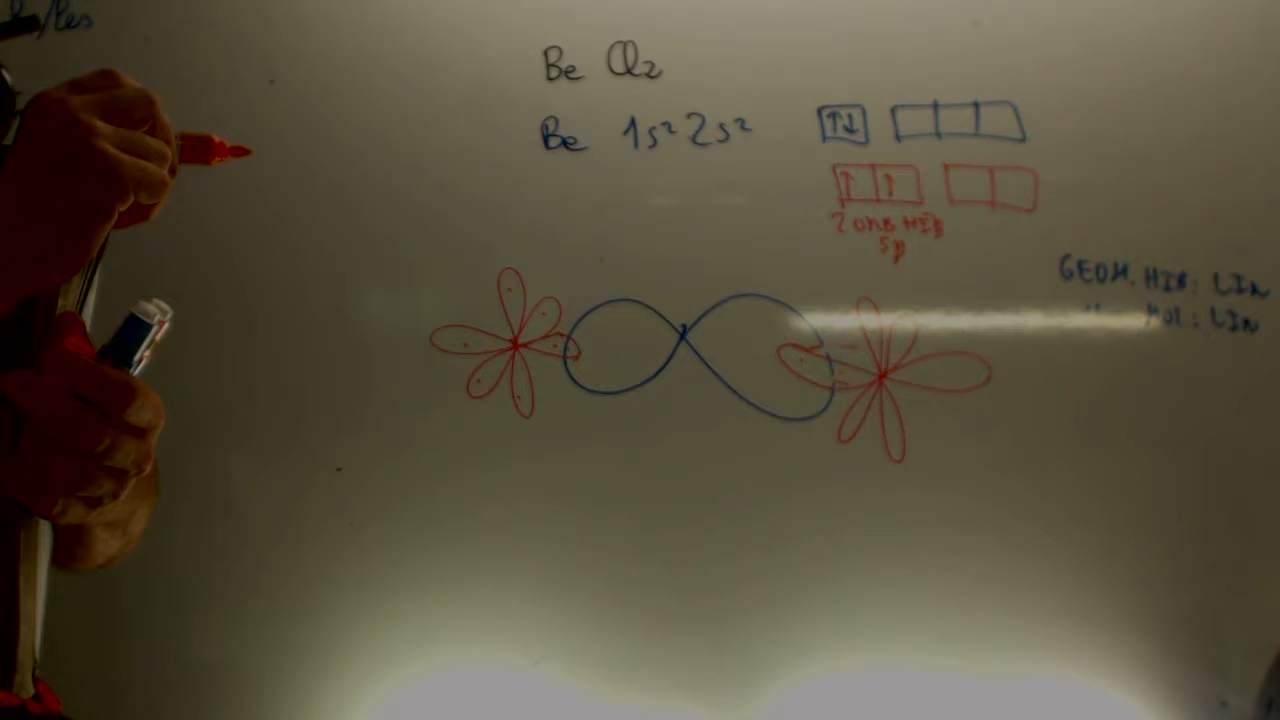 Be Cl2
Be 1s² 2s² ↑↓
↑ ↑
2 ORB HIB
sp
GEOM. HIB: LIN
" MOL: LIN